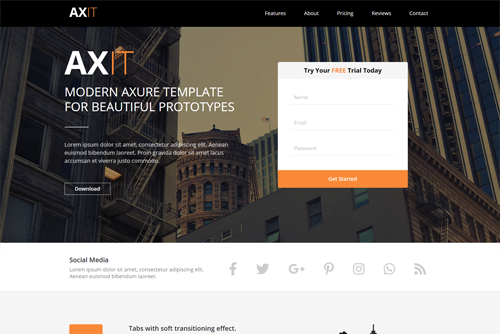 AXIT
Features
About
Pricing
Reviews
Contact
AXIT
MODERN AXURE TEMPLATE
FOR BEAUTIFUL PROTOTYPES
Lorem ipsum dolor sit amet, consectetur adipiscing elit. Aenean
euismod bibendum laoreet. Proin gravida dolor sit amet lacus
accumsan et viverra justo commodo.
Download
Try Your FREE Trial Today
Name
Email
Password
Get Started
Social Media
Lorem ipsum dolor sit amet, consectetur adipiscing elit.
Aenean euismod bibendum laoreet.
Tabs with soft transitioning effect.